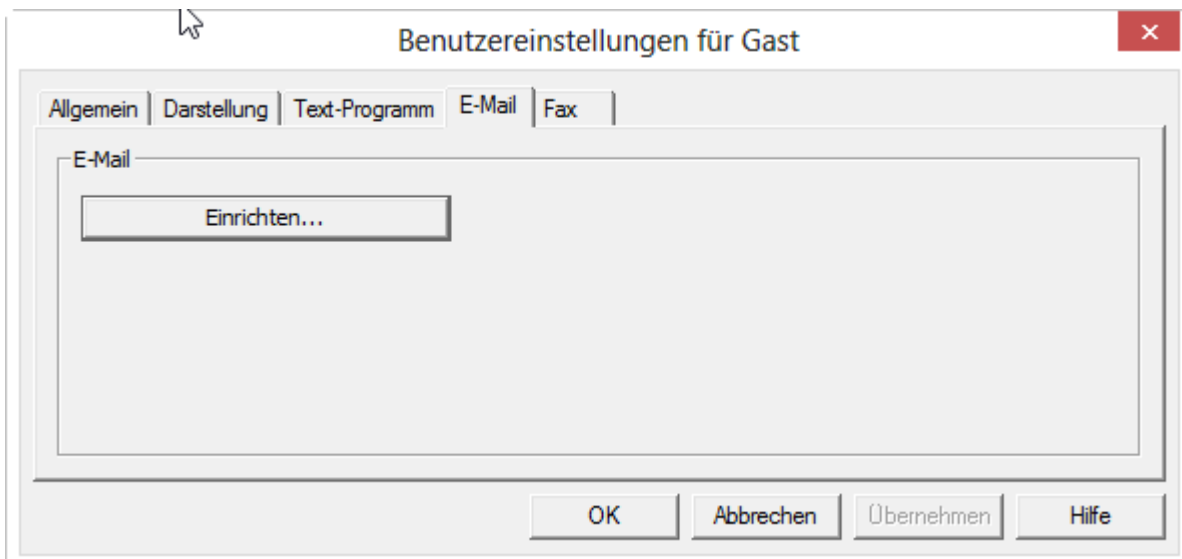 Benutzereinstellungen für Gast
Allgemein Darstellung Text-Programm E-Mail Fax
E-Mail
Einrichten...
OK Abbrechen Übernehmen Hilfe